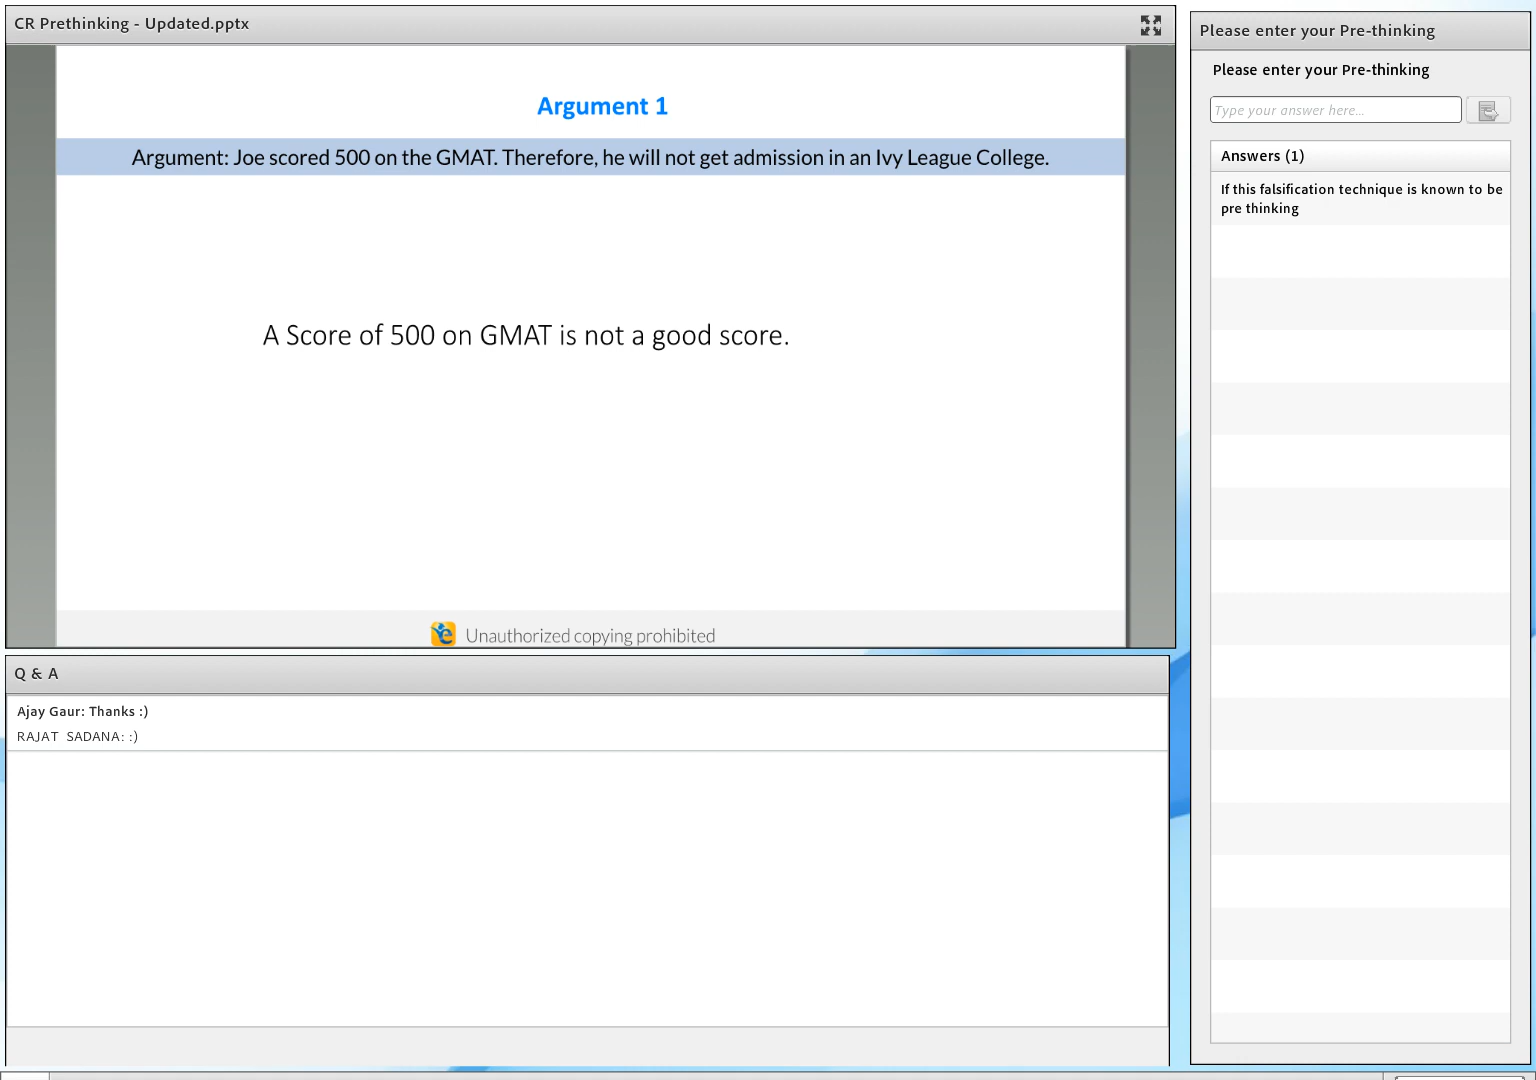 CR Prethinking - Updated.pptx
Argument 1
Argument: Joe scored 500 on the GMAT. Therefore, he will not get admission in an Ivy League College.
A Score of 500 on GMAT is not a good score.
Unauthorized copying prohibited
Q & A
Ajay Gaur: Thanks :)
RAJAT SADANA: :)
Please enter your Pre-thinking
Please enter your Pre-thinking
Type your answer here...
Answers (1)
If this falsification technique is known to be
pre thinking